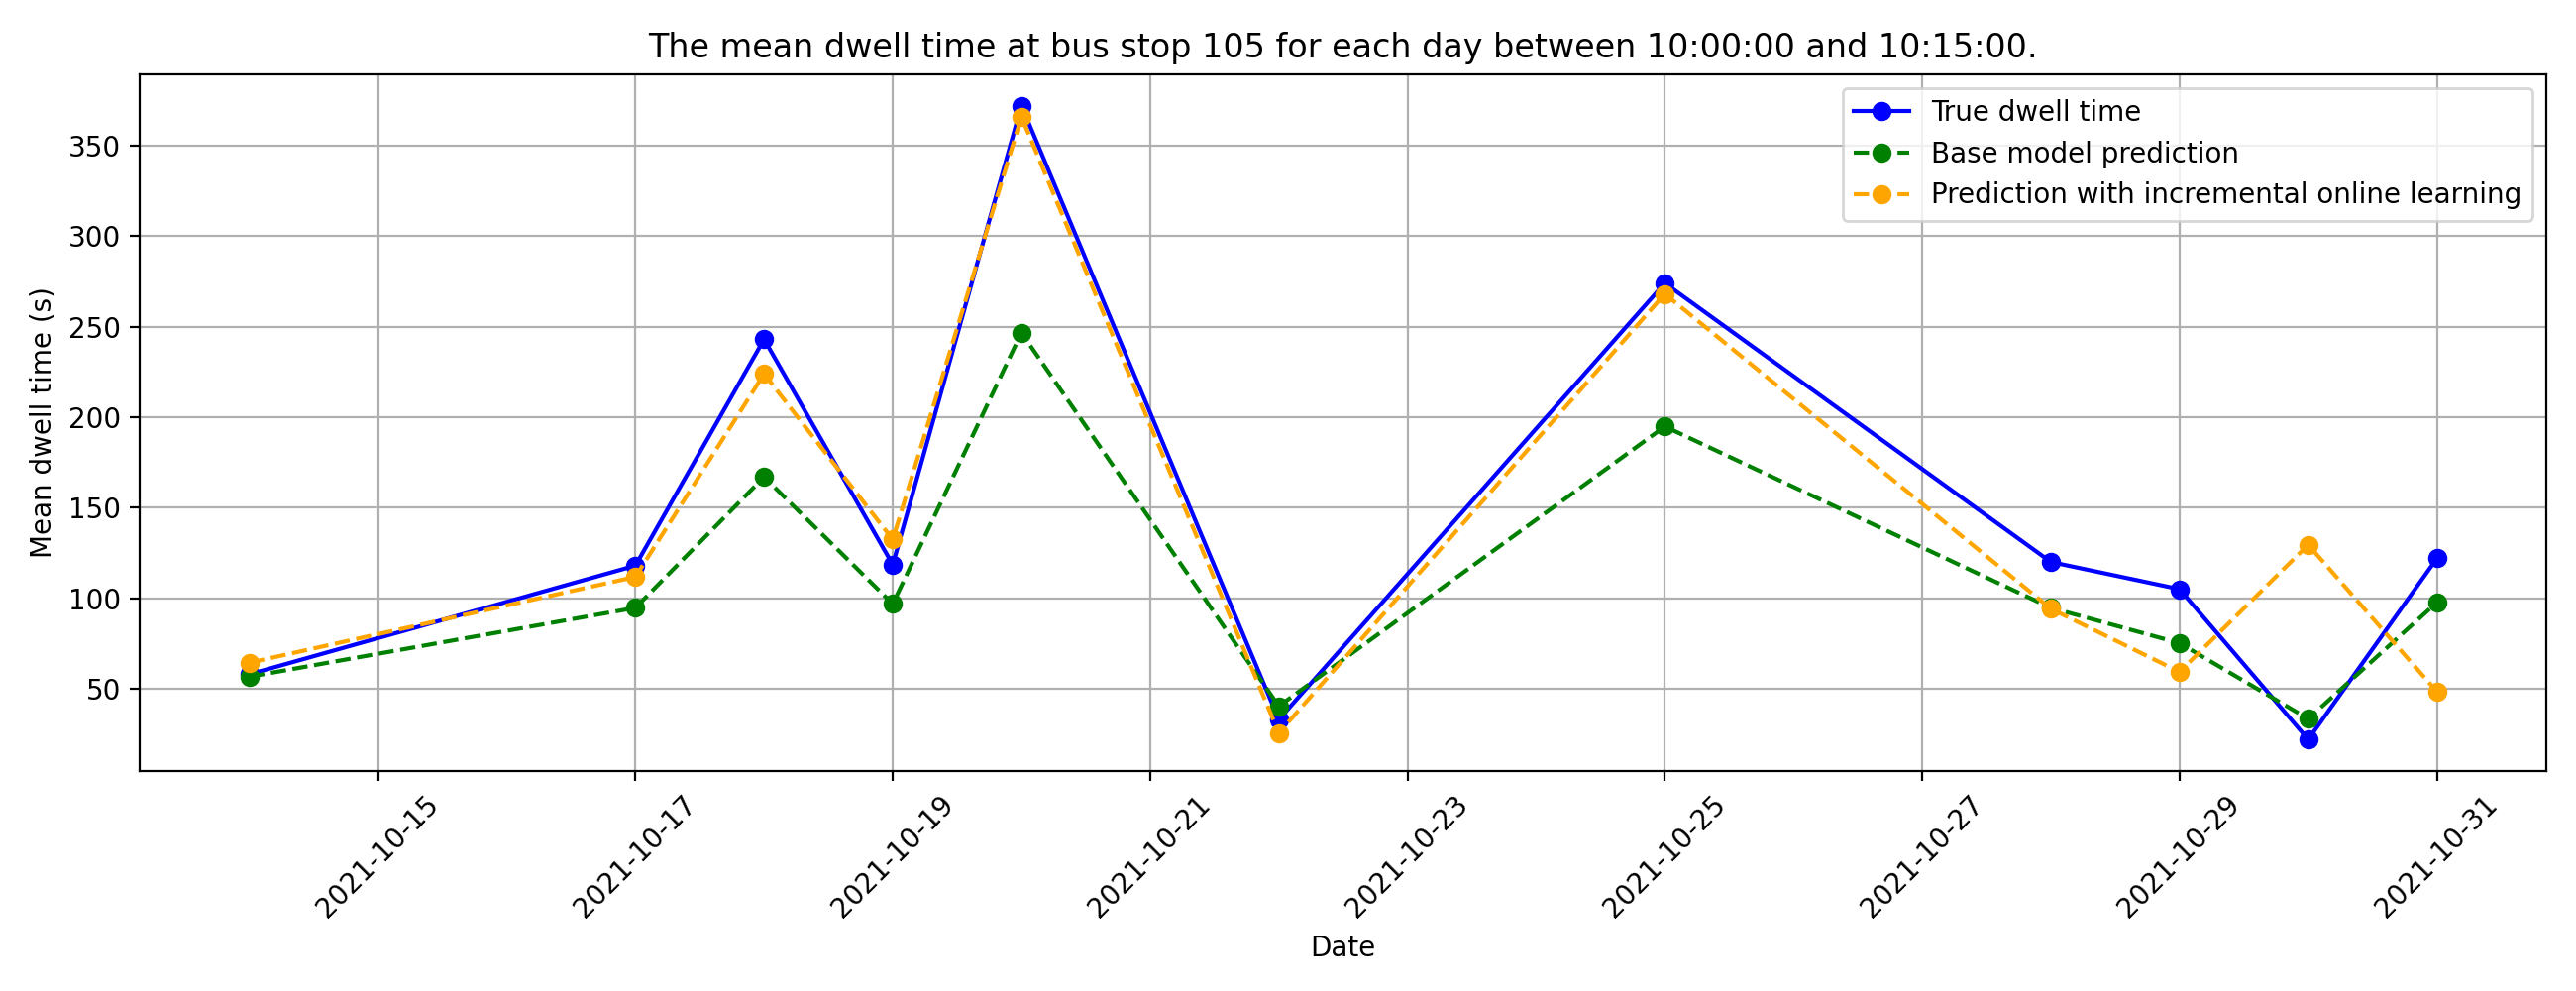 The mean dwell time at bus stop 105 for each day between 10:00:00 and 10:15:00.
True dwell time
Base model prediction
Prediction with incremental online learning
Mean dwell time (s)
350
300
250
200
150
100
50
2021-10-15
2021-10-17
2021-10-19
2021-10-21
2021-10-23
2021-10-25
2021-10-27
2021-10-29
2021-10-31
Date